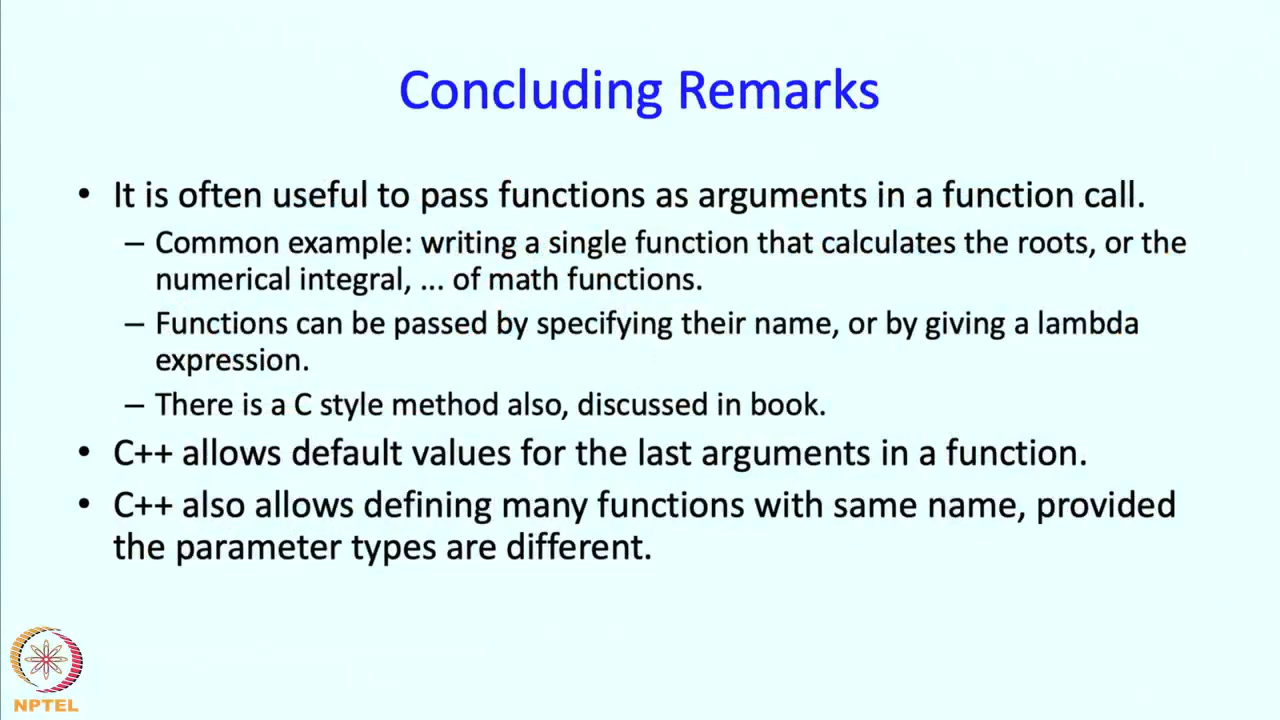 Concluding Remarks
• It is often useful to pass functions as arguments in a function call.
– Common example: writing a single function that calculates the roots, or the
numerical integral, ... of math functions.
– Functions can be passed by specifying their name, or by giving a lambda
expression.
– There is a C style method also, discussed in book.
• C++ allows default values for the last arguments in a function.
• C++ also allows defining many functions with same name, provided
the parameter types are different.
NPTEL